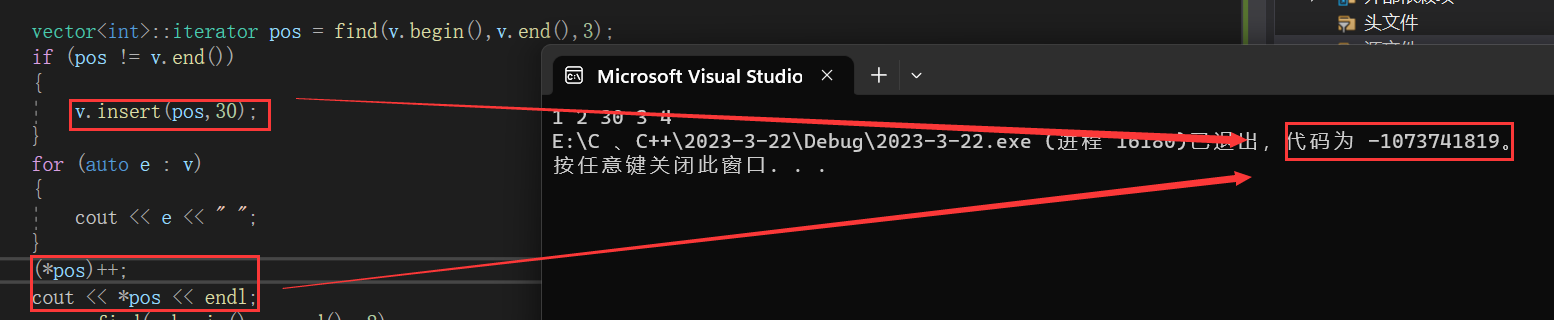 vector<int>::iterator pos = find(v.begin(),v.end(),3);
if (pos != v.end())
{
v.insert(pos,30);
}
for (auto e : v)
{
cout << e << " ";
}
(*pos)++;
cout << *pos << endl;
头文件
Microsoft Visual Studio
1 2 30 3 4
E:\C 、C++\2023-3-22\Debug\2023-3-22.exe (进程 16180)已退出,代码为 -1073741819。
按任意键关闭此窗口. . .